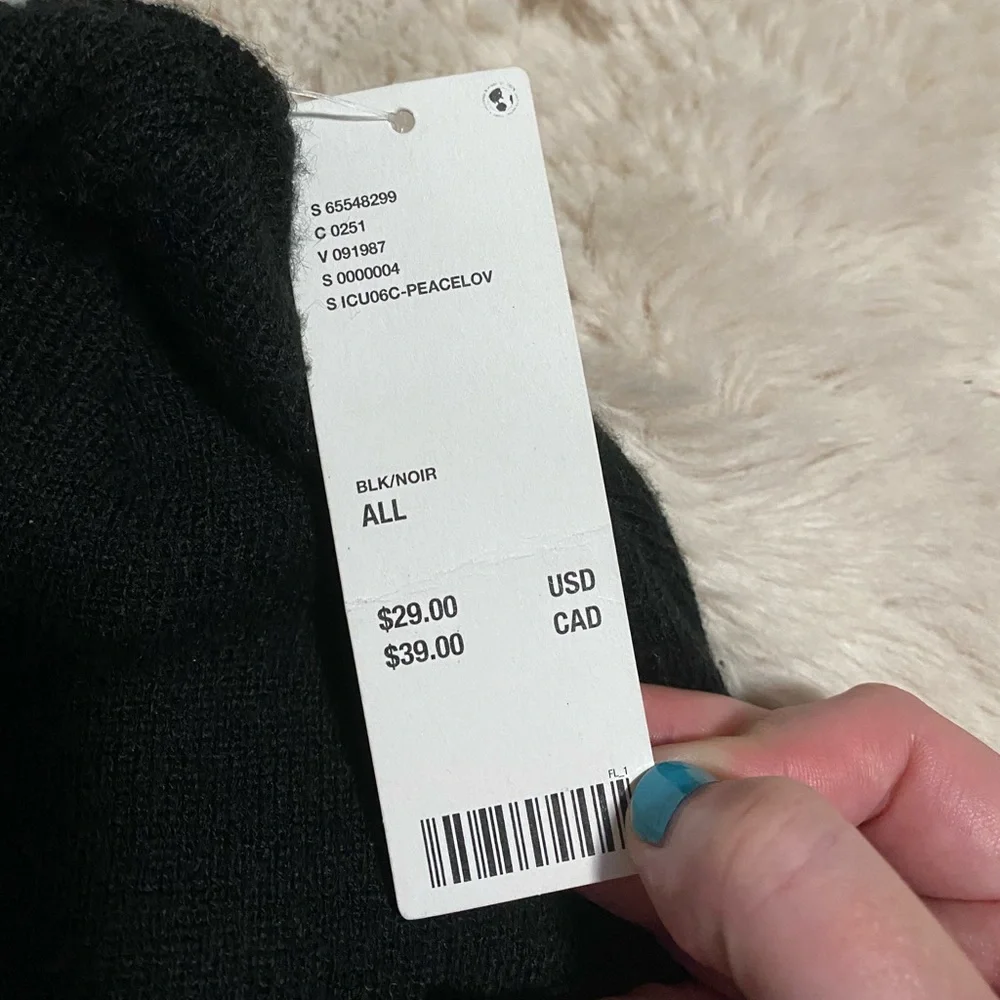 S 65548299
C 0251
V 091987
S 0000004
S ICU06C-PEACELOV
BLK/NOIR
ALL
$29.00 USD
$39.00 CAD
FL_1